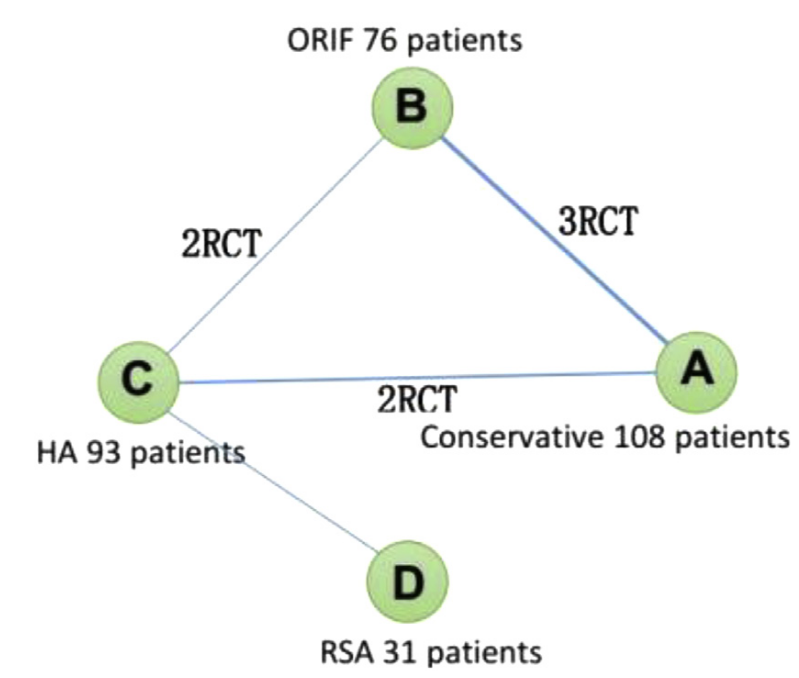 ORIF 76 patients
B
2RCT
3RCT
C
A
2RCT
Conservative 108 patients
HA 93 patients
D
RSA 31 patients